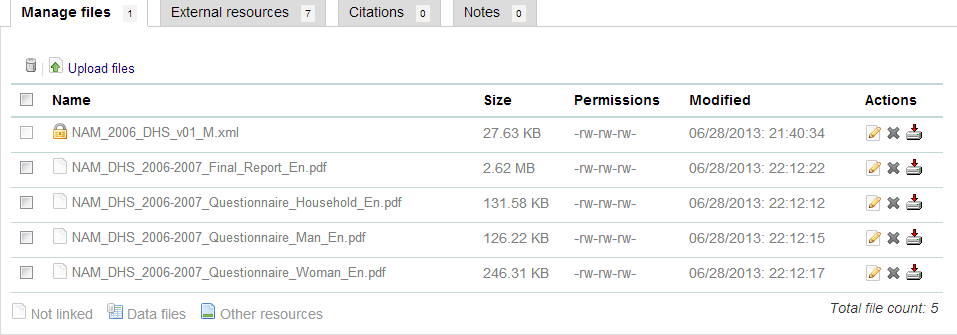 Manage files 1 External resources 7 Citations 0 Notes 0
Upload files
Name Size Permissions Modified Actions
NAM_2006_DHS_v01_M.xml 27.63 KB -rw-rw-rw- 06/28/2013: 21:40:34
NAM_DHS_2006-2007_Final_Report_En.pdf 2.62 MB -rw-rw-rw- 06/28/2013: 22:12:22
NAM_DHS_2006-2007_Questionnaire_Household_En.pdf 131.58 KB -rw-rw-rw- 06/28/2013: 22:12:12
NAM_DHS_2006-2007_Questionnaire_Man_En.pdf 126.22 KB -rw-rw-rw- 06/28/2013: 22:12:15
NAM_DHS_2006-2007_Questionnaire_Woman_En.pdf 246.31 KB -rw-rw-rw- 06/28/2013: 22:12:17
Not linked Data files Other resources Total file count: 5